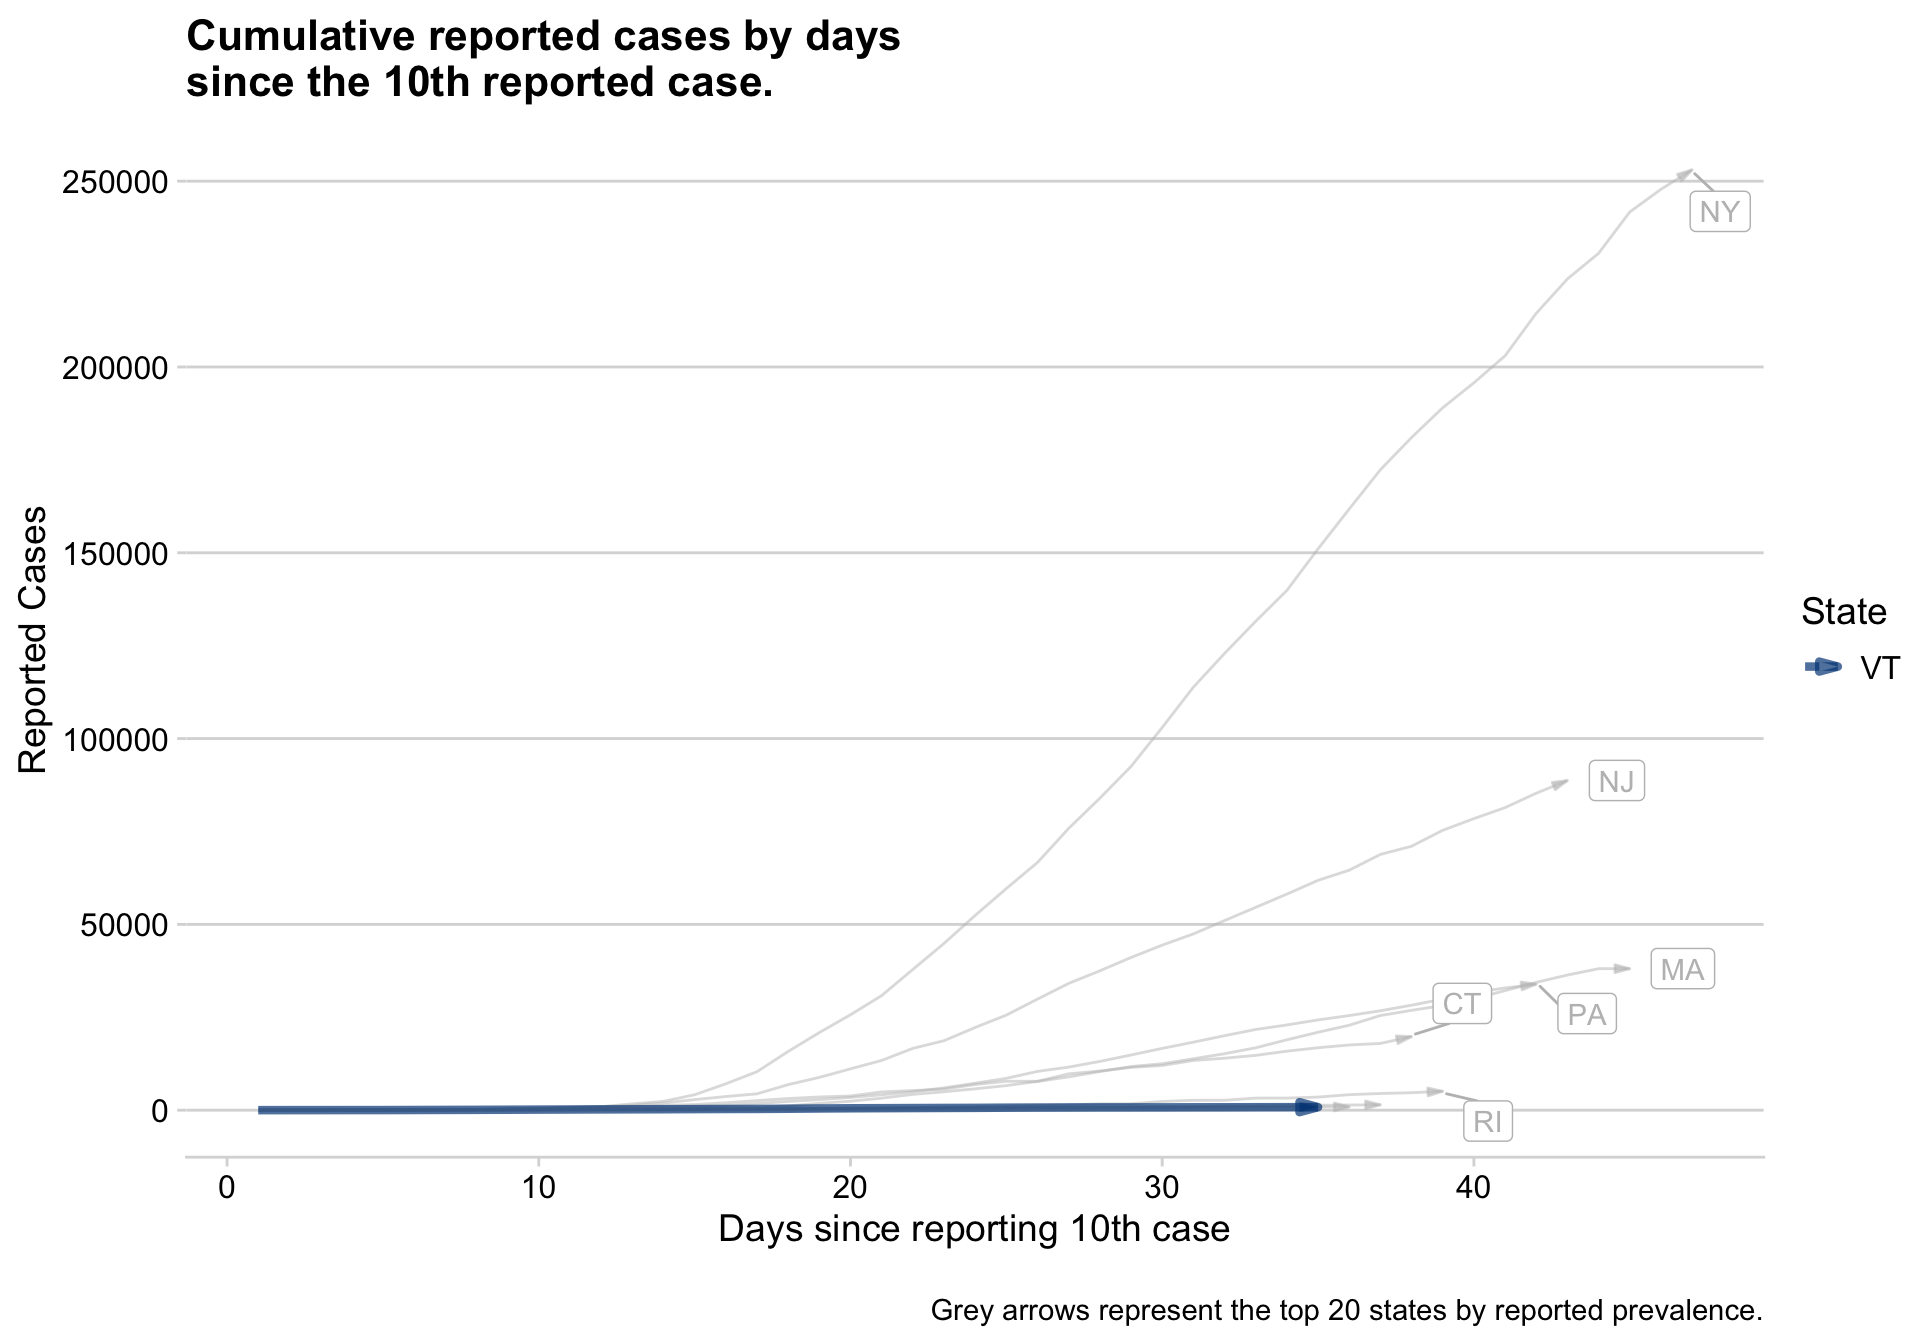 Cumulative reported cases by days
since the 10th reported case.
250000
200000
150000
100000
50000
0
Reported Cases
NY
NJ
MA
CT
PA
RI
State
VT
0 10 20 30 40
Days since reporting 10th case
Grey arrows represent the top 20 states by reported prevalence.